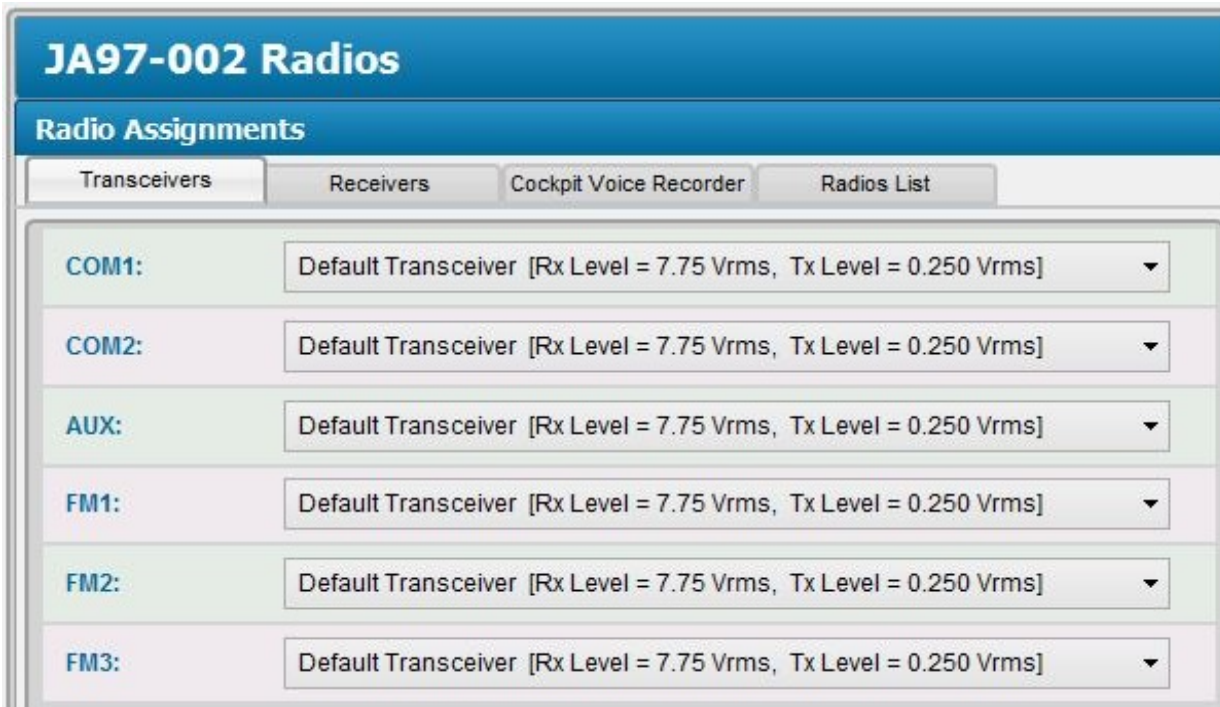 JA97-002 Radios
Radio Assignments
Transceivers Receivers Cockpit Voice Recorder Radios List
COM1: Default Transceiver [Rx Level = 7.75 Vrms, Tx Level = 0.250 Vrms]
COM2: Default Transceiver [Rx Level = 7.75 Vrms, Tx Level = 0.250 Vrms]
AUX: Default Transceiver [Rx Level = 7.75 Vrms, Tx Level = 0.250 Vrms]
FM1: Default Transceiver [Rx Level = 7.75 Vrms, Tx Level = 0.250 Vrms]
FM2: Default Transceiver [Rx Level = 7.75 Vrms, Tx Level = 0.250 Vrms]
FM3: Default Transceiver [Rx Level = 7.75 Vrms, Tx Level = 0.250 Vrms]